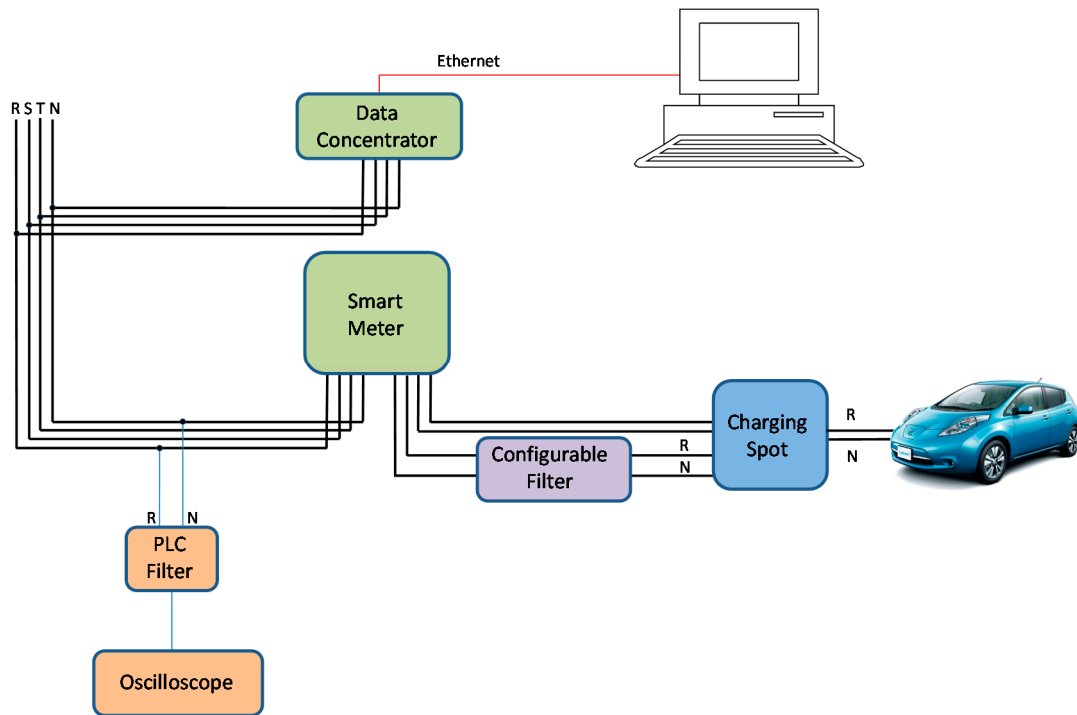 Ethernet
R S T N
Data
Concentrator
Smart
Meter
Charging
Spot
R
N
Configurable
Filter
R
N
R N
PLC
Filter
Oscilloscope